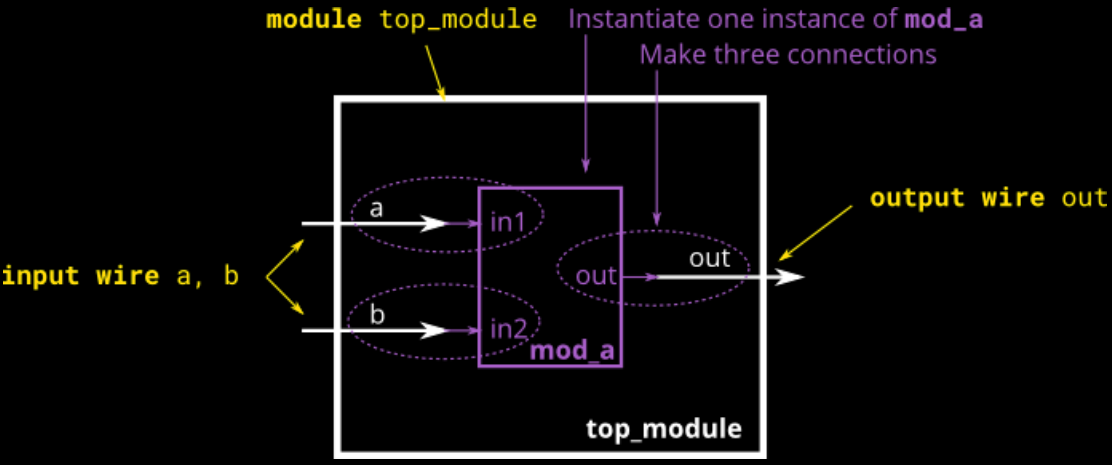 module top_module
Instantiate one instance of mod_a
Make three connections
a
in1
output wire out
input wire a, b
out
out
b
in2
mod_a
top_module